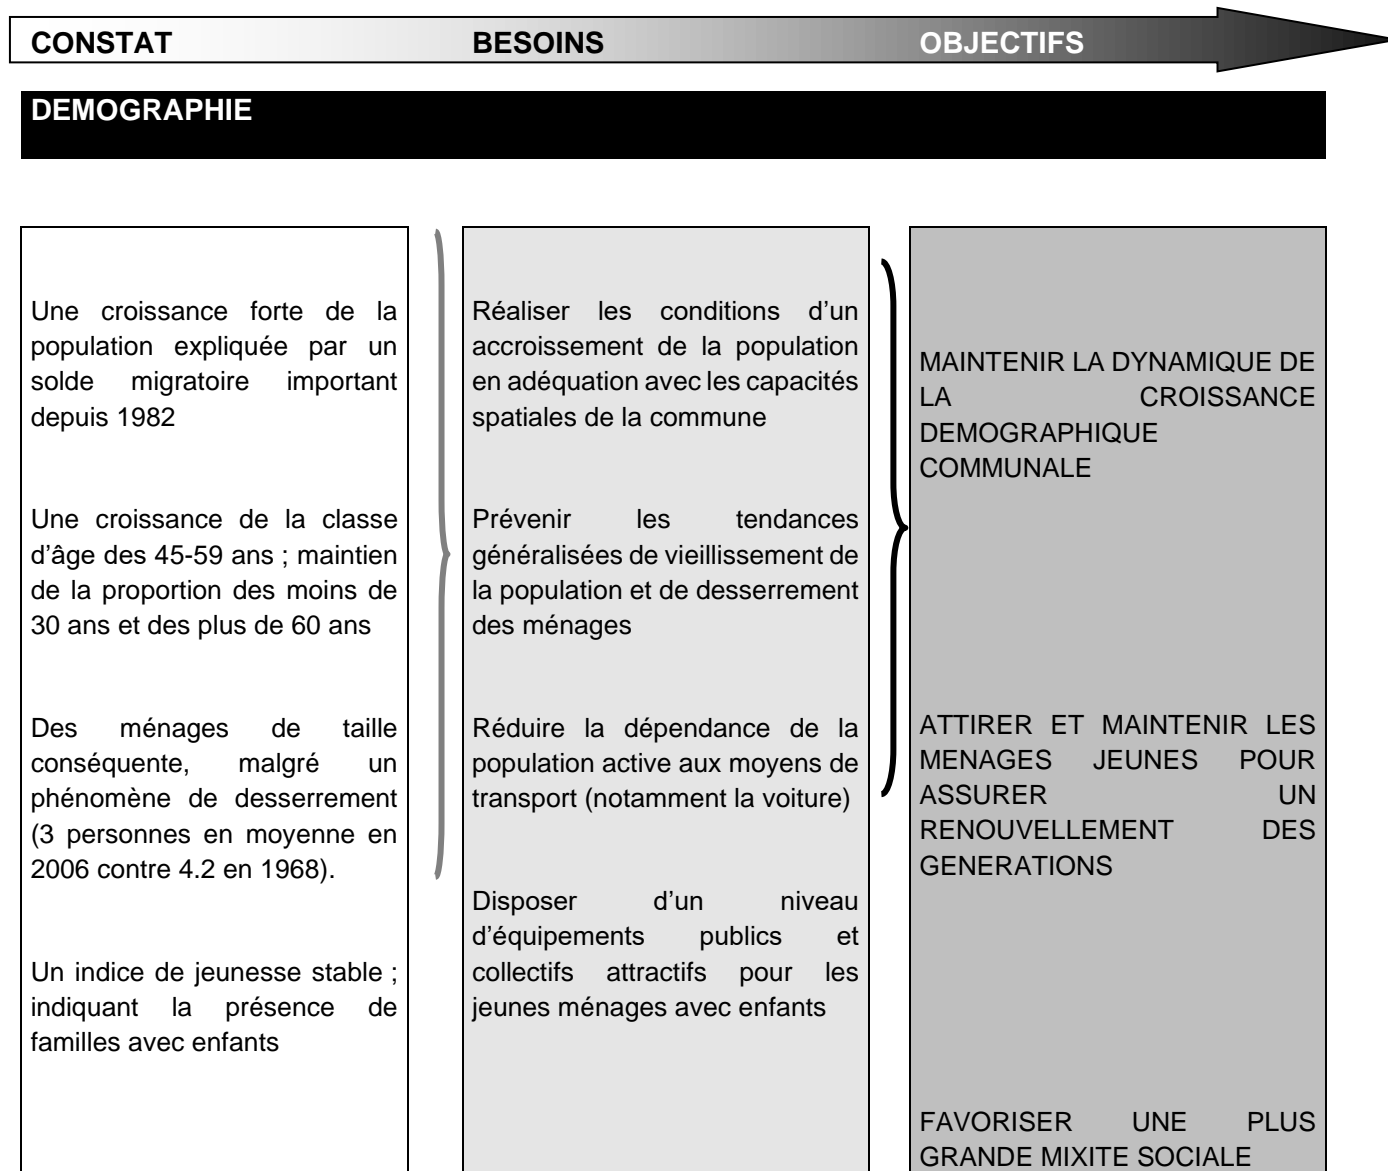 CONSTAT BESOINS OBJECTIFS
DEMOGRAPHIE
Une croissance forte de la
population expliquée par un
solde migratoire important
depuis 1982
Une croissance de la classe
d’âge des 45-59 ans ; maintien
de la proportion des moins de
30 ans et des plus de 60 ans
Des ménages de taille
conséquente, malgré un
phénomène de desserrement
(3 personnes en moyenne en
2006 contre 4.2 en 1968).
Un indice de jeunesse stable ;
indiquant la présence de
familles avec enfants
Réaliser les conditions d’un
accroissement de la population
en adéquation avec les capacités
spatiales de la commune
Prévenir les tendances
généralisées de vieillissement de
la population et de desserrement
des ménages
Réduire la dépendance de la
population active aux moyens de
transport (notamment la voiture)
Disposer d’un niveau
d’équipements publics et
collectifs attractifs pour les
jeunes ménages avec enfants
MAINTENIR LA DYNAMIQUE DE
LA CROISSANCE
DEMOGRAPHIQUE
COMMUNALE
ATTIRER ET MAINTENIR LES
MENAGES JEUNES POUR
ASSURER UN
RENOUVELLEMENT DES
GENERATIONS
FAVORISER UNE PLUS
GRANDE MIXITE SOCIALE